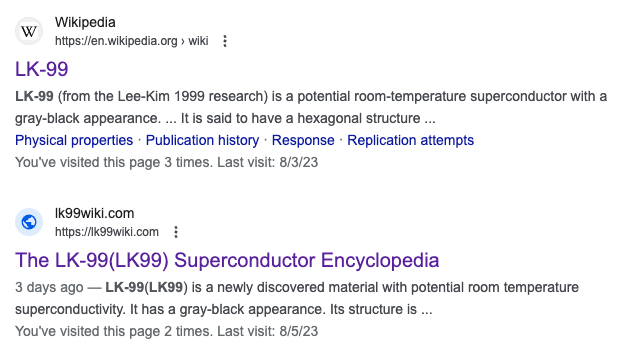 W
Wikipedia
https://en.wikipedia.org › wiki
LK-99
LK-99 (from the Lee-Kim 1999 research) is a potential room-temperature superconductor with a
gray-black appearance. ... It is said to have a hexagonal structure ...
Physical properties · Publication history · Response · Replication attempts
You've visited this page 3 times. Last visit: 8/3/23
lk99wiki.com
https://lk99wiki.com
The LK-99(LK99) Superconductor Encyclopedia
3 days ago — LK-99(LK99) is a newly discovered material with potential room temperature
superconductivity. It has a gray-black appearance. Its structure is ...
You've visited this page 2 times. Last visit: 8/5/23